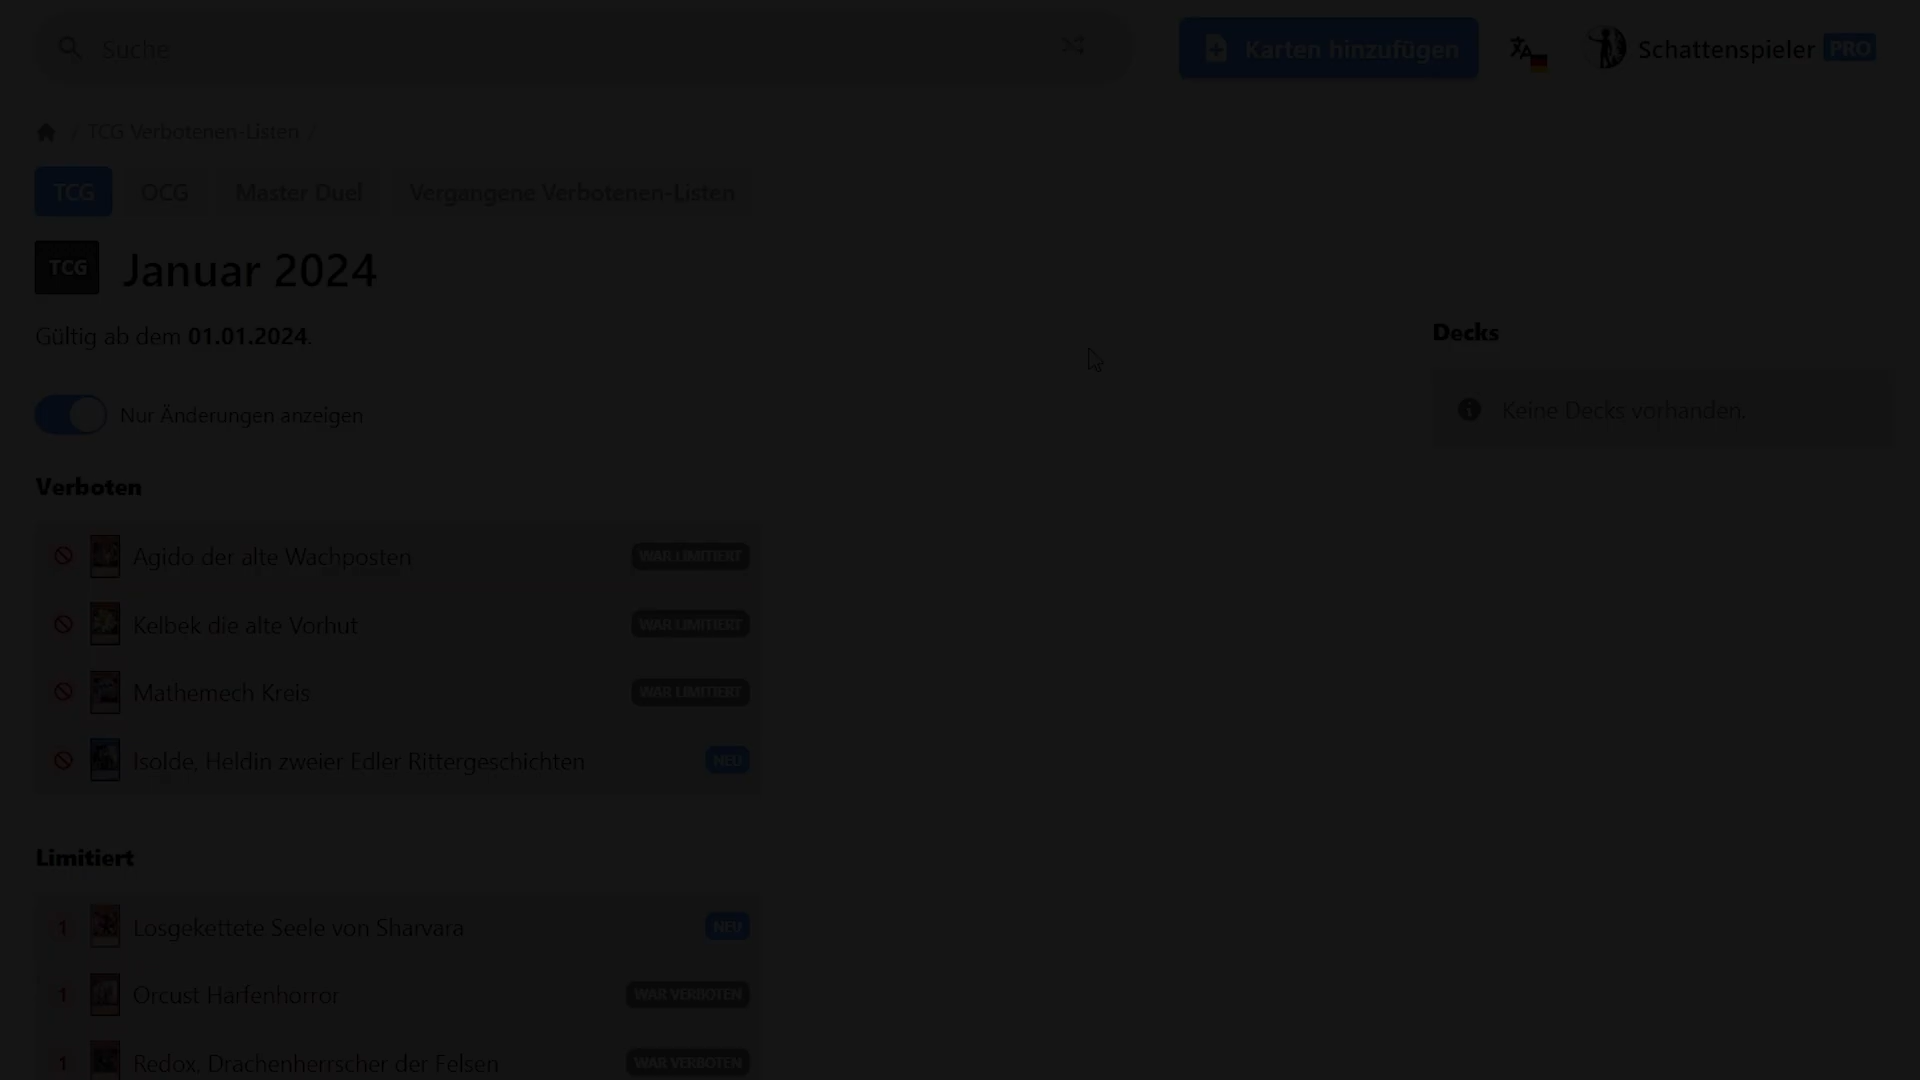 Suche
Karten hinzufügen
Schattenspieler PRO
/ TCG Verbotenen-Listen /
TCG OCG Master Duel Vergangene Verbotenen-Listen
TCG Januar 2024
Gültig ab dem 01.01.2024.
Nur Änderungen anzeigen
Verboten
Agido der alte Wachposten WAR LIMITIERT
Kelbek die alte Vorhut WAR LIMITIERT
Mathemech Kreis WAR LIMITIERT
Isolde, Heldin zweier Edler Rittergeschichten NEU
Limitiert
1 Losgekettete Seele von Sharvara NEU
1 Orcust Harfenhorror WAR VERBOTEN
1 Redox, Drachenherrscher der Felsen WAR VERBOTEN
Decks
Keine Decks vorhanden.